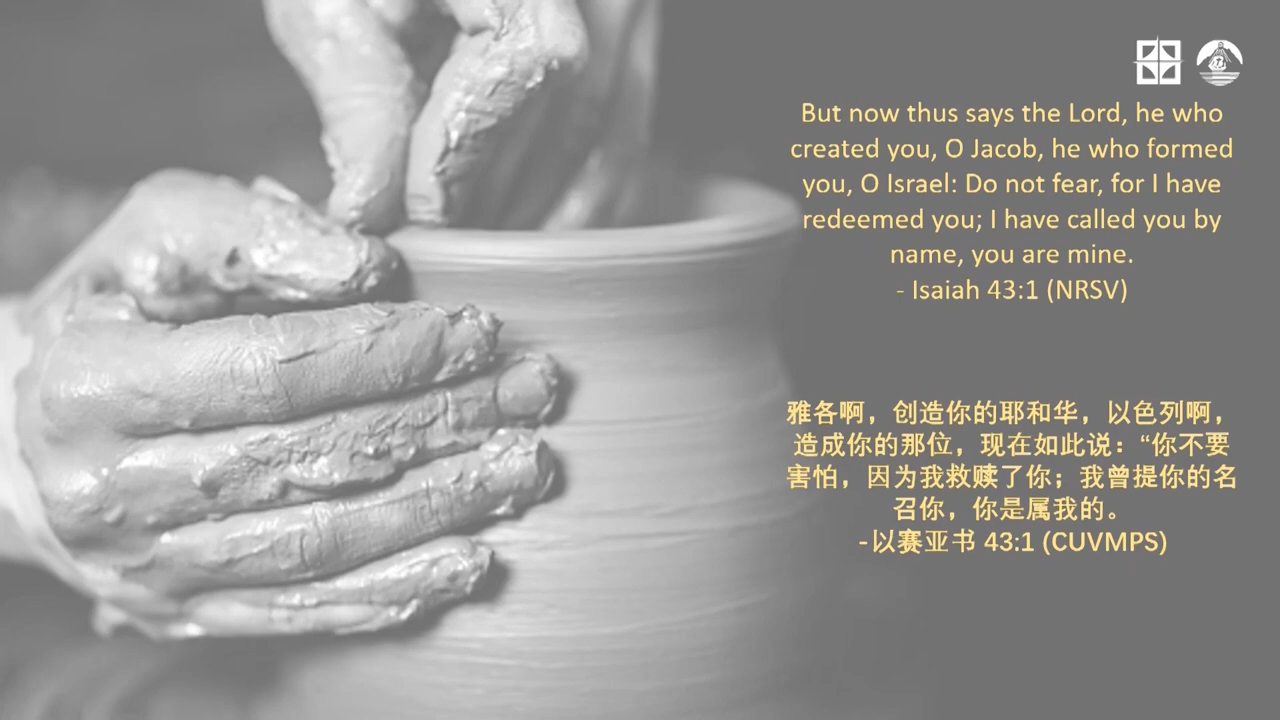 But now thus says the Lord, he who
created you, O Jacob, he who formed
you, O Israel: Do not fear, for I have
redeemed you; I have called you by
name, you are mine.
- Isaiah 43:1 (NRSV)
雅各啊，创造你的耶和华，以色列啊，
造成你的那位，现在如此说：“你不要
害怕，因为我救赎了你；我曾提你的名
召你，你是属我的。
-以赛亚书 43:1 (CUVMPS)